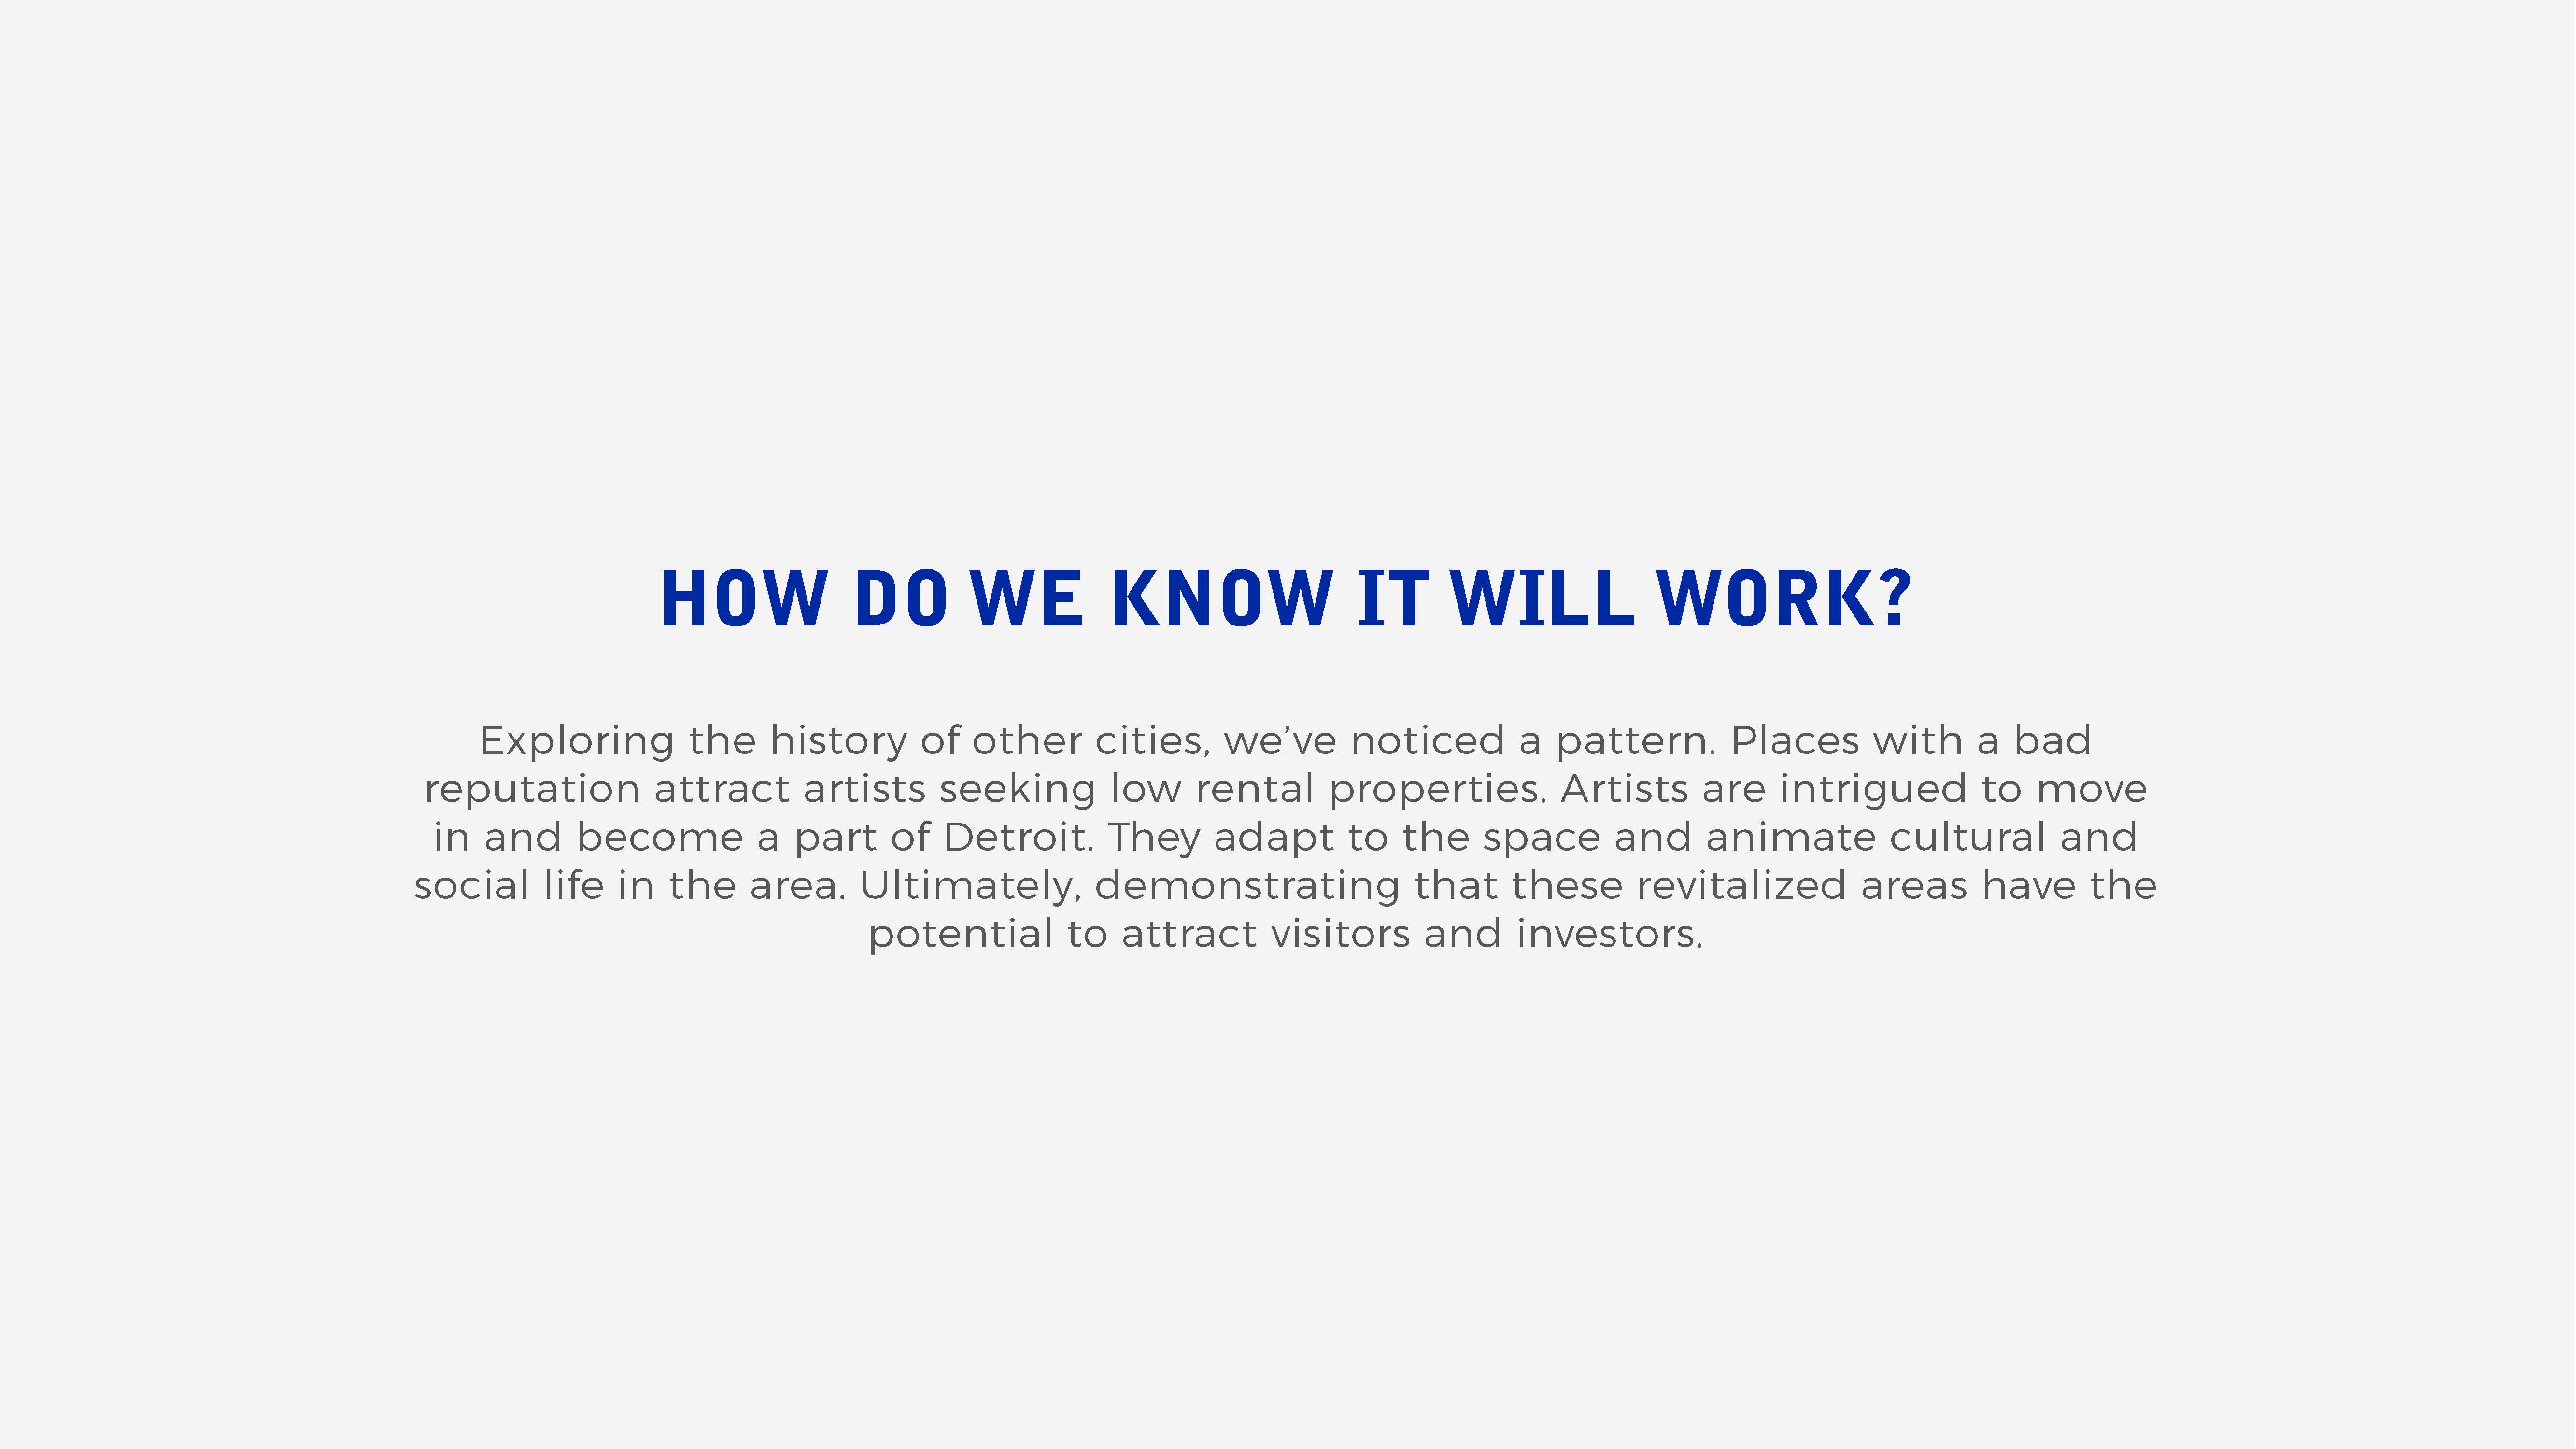 HOW DO WE KNOW IT WILL WORK?
Exploring the history of other cities, we’ve noticed a pattern. Places with a bad
reputation attract artists seeking low rental properties. Artists are intrigued to move
in and become a part of Detroit. They adapt to the space and animate cultural and
social life in the area. Ultimately, demonstrating that these revitalized areas have the
potential to attract visitors and investors.